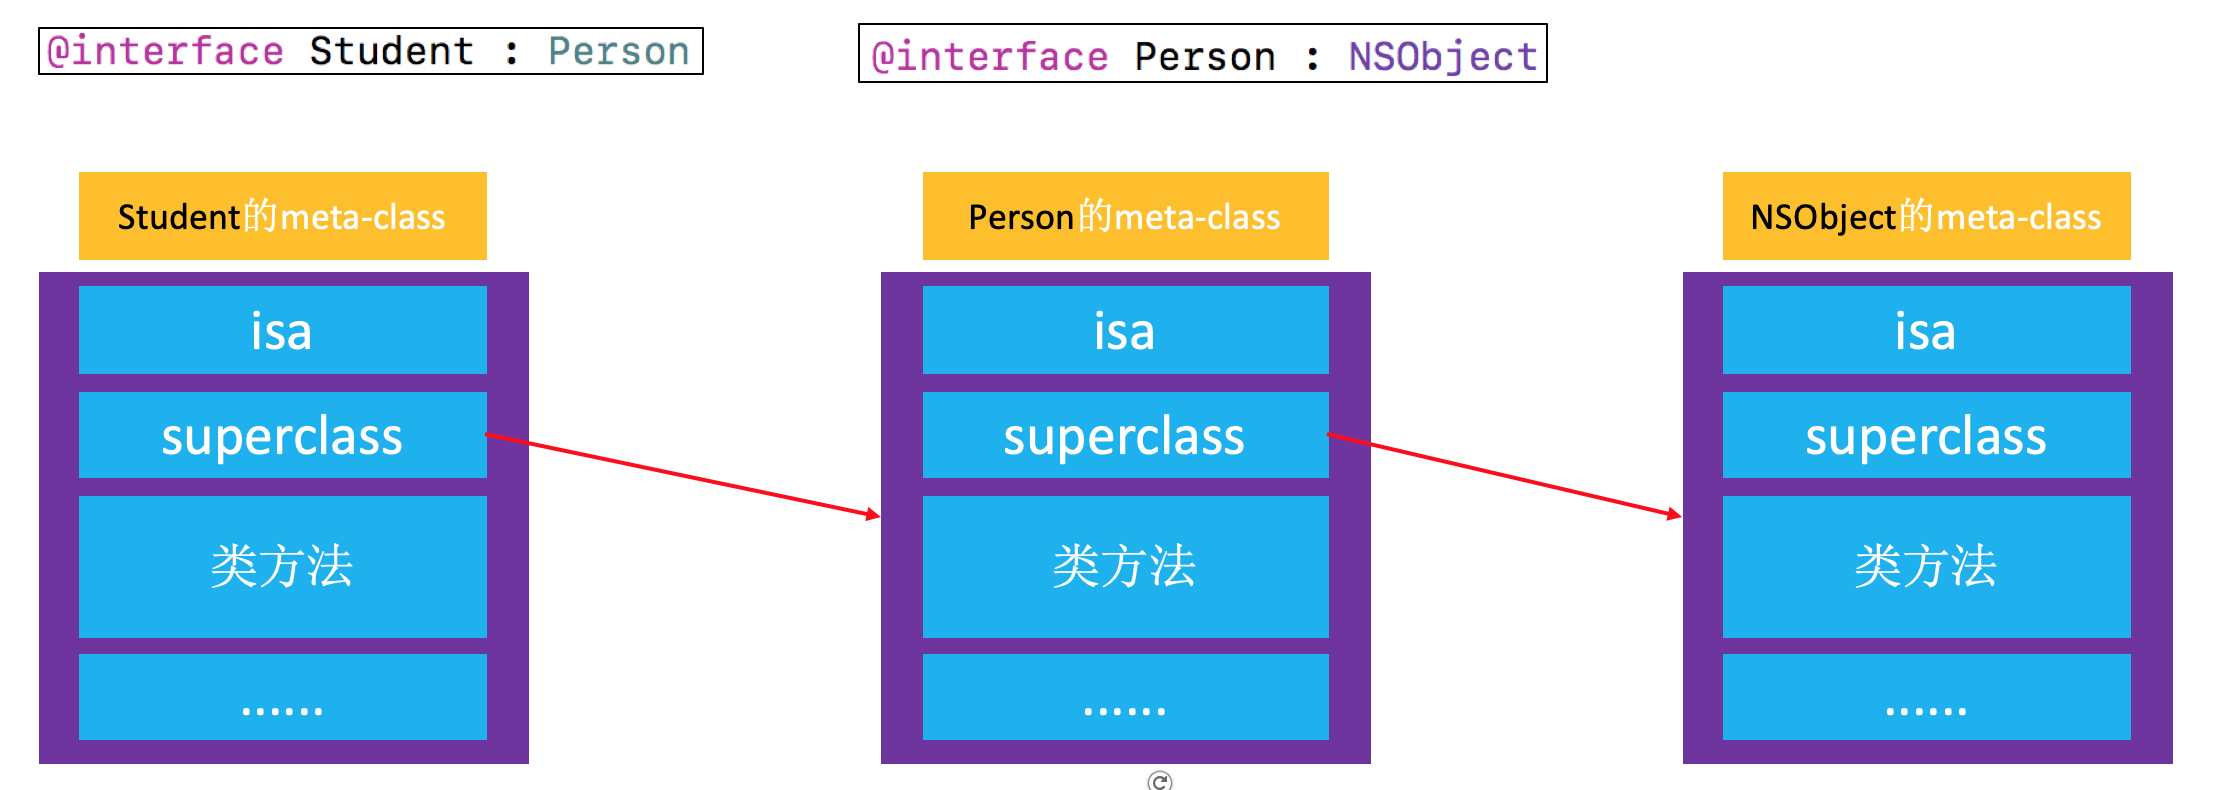 @interface Student : Person
@interface Person : NSObject
Student的meta-class
isa
superclass
类方法
......
Person的meta-class
isa
superclass
类方法
......
NSObject的meta-class
isa
superclass
类方法
......